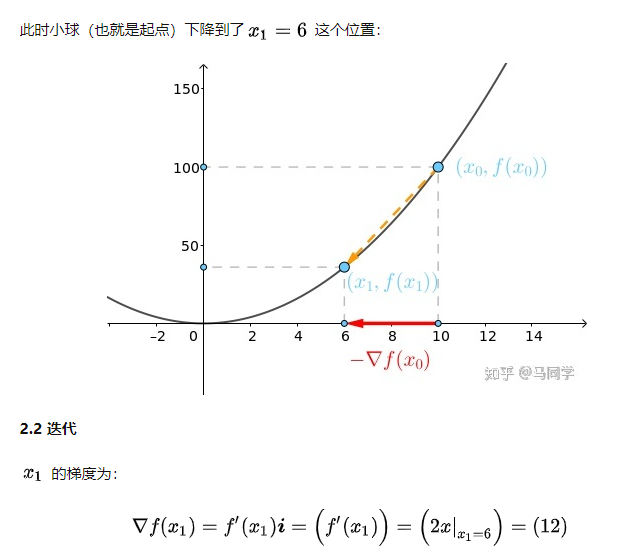 此时小球（也就是起点）下降到了 x₁ = 6 这个位置：
150
100
(x₀, f(x₀))
50
(x₁, f(x₁))
−2 0 2 4 6 8 10 12 14
−∇f(x₀)
知乎 @马同学
2.2 迭代
x₁ 的梯度为：
∇f(x₁) = f′(x₁)i = (f′(x₁)) = (2x|ₓ₁₌₆) = (12)